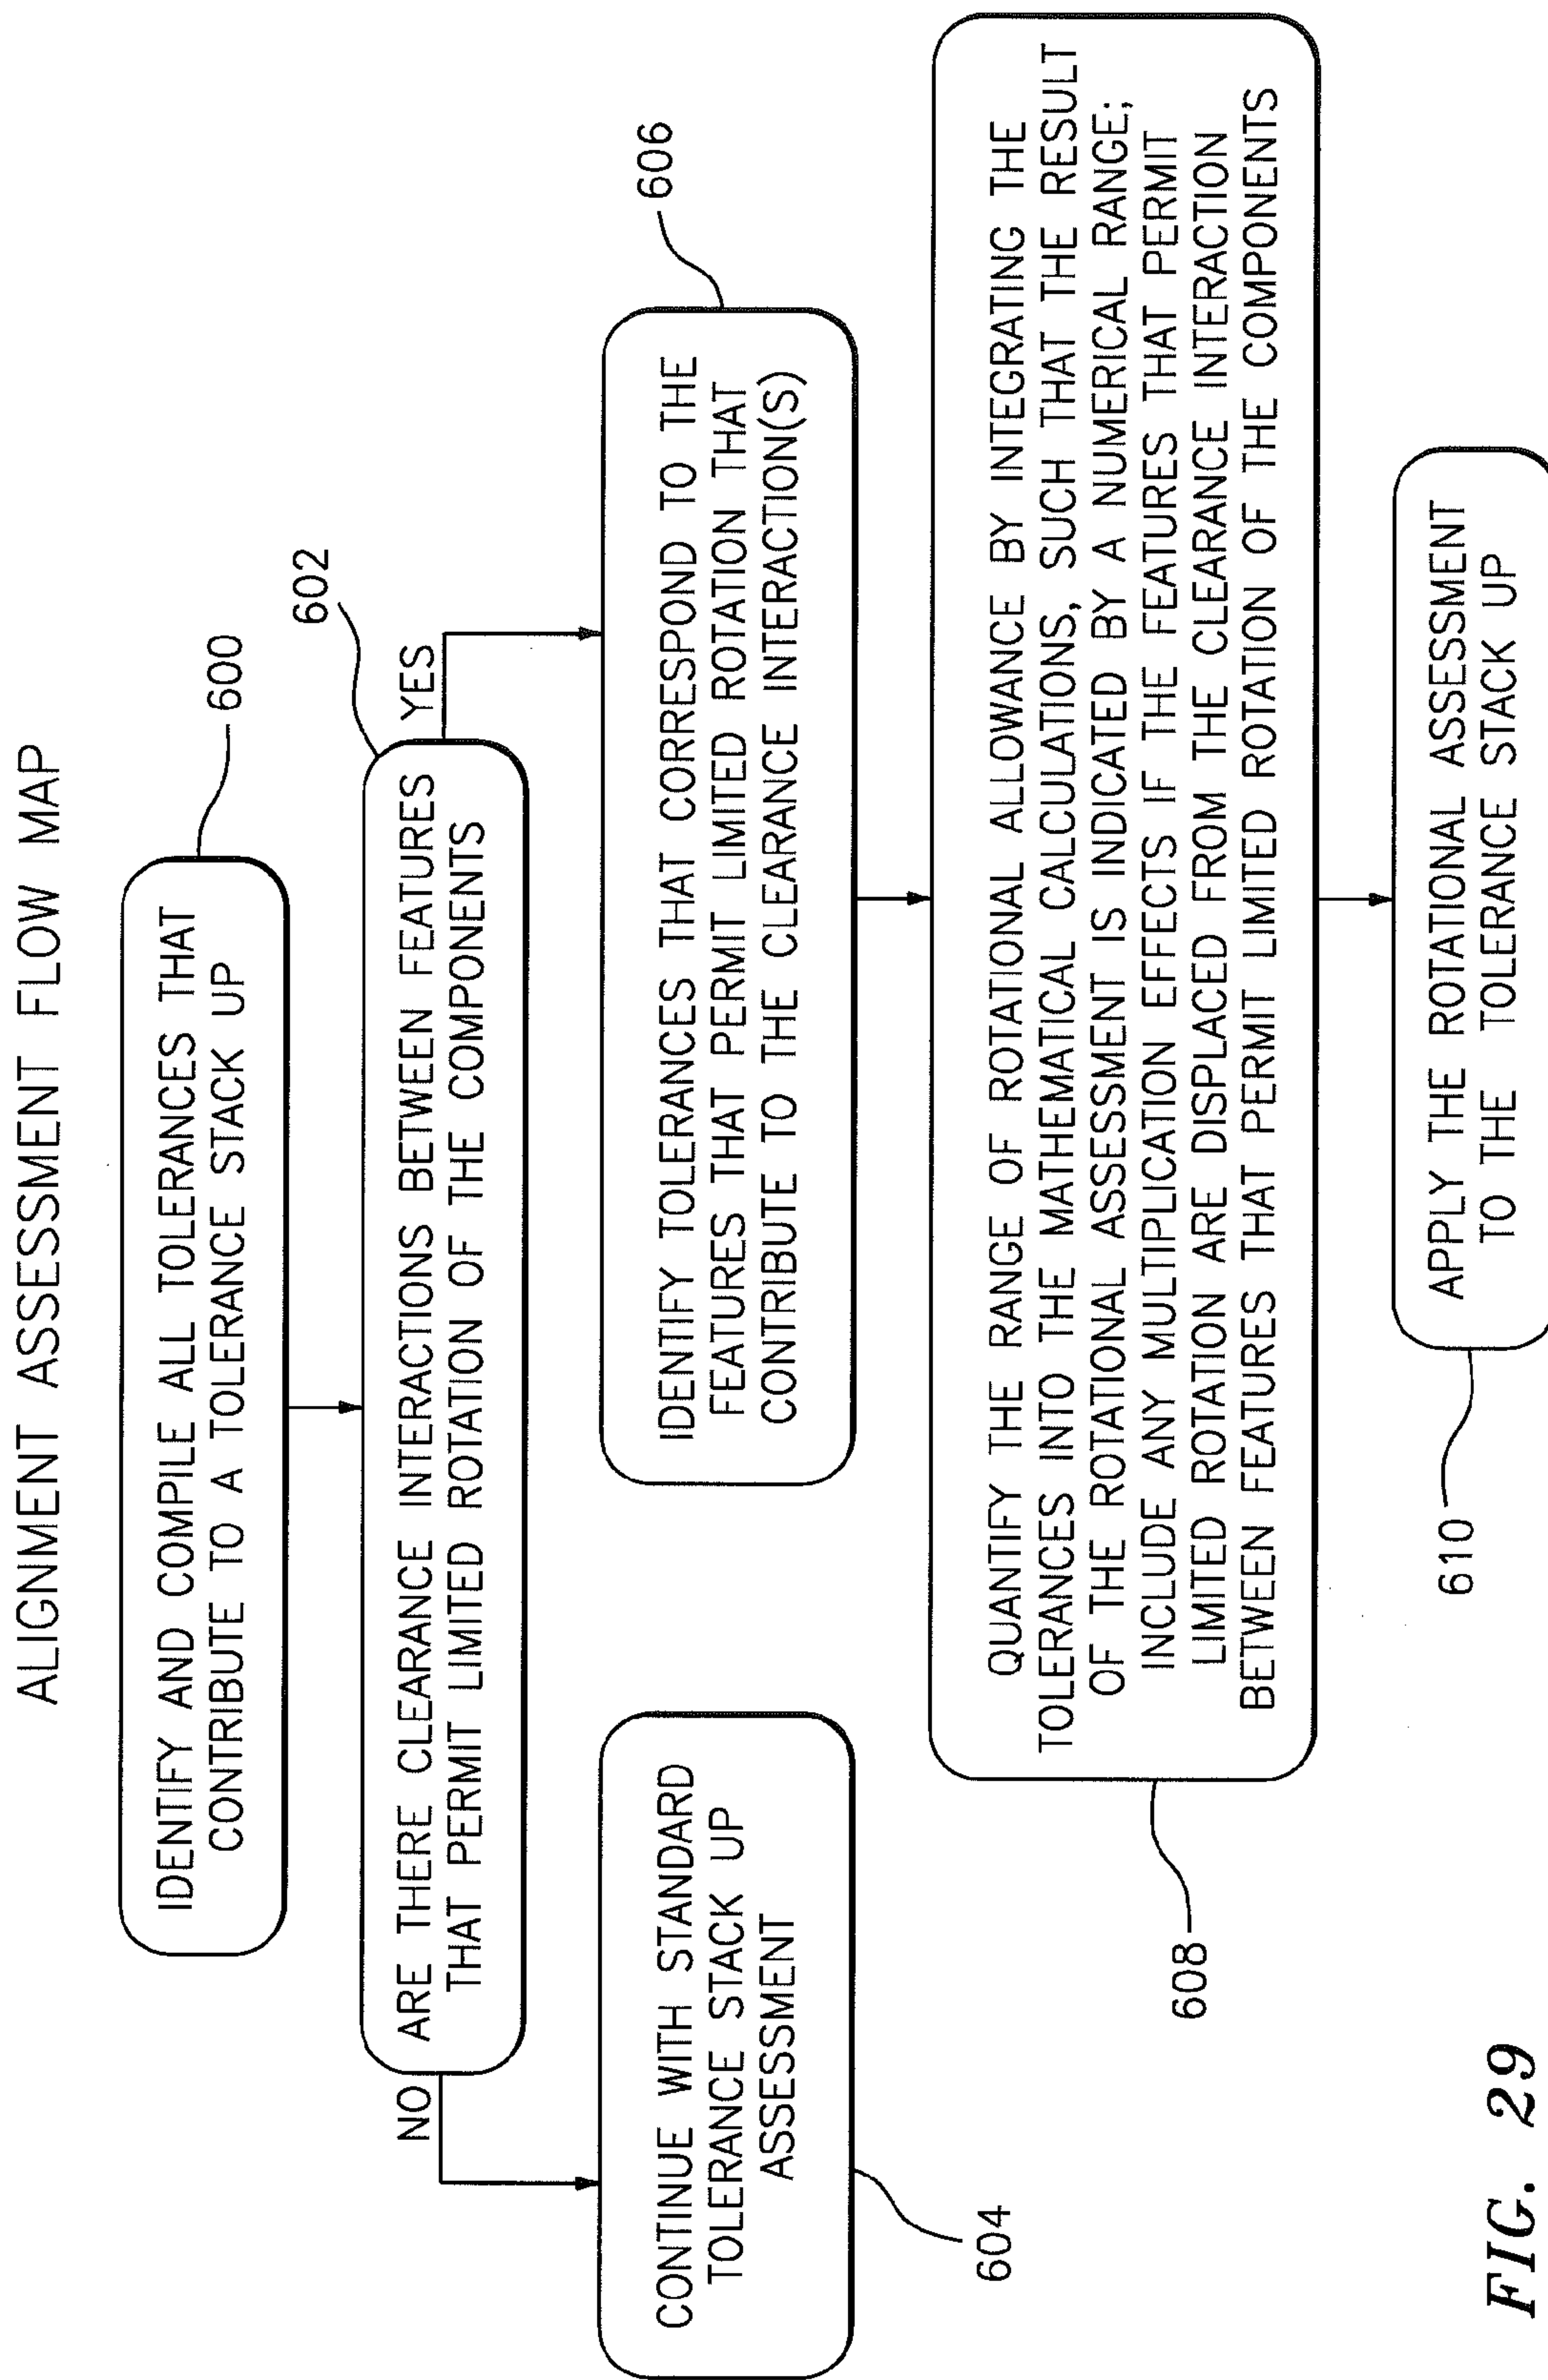 ALIGNMENT ASSESSMENT FLOW MAP
IDENTIFY AND COMPILE ALL TOLERANCES THAT
CONTRIBUTE TO A TOLERANCE STACK UP
600
602
NO
ARE THERE CLEARANCE INTERACTIONS BETWEEN FEATURES
THAT PERMIT LIMITED ROTATION OF THE COMPONENTS
YES
CONTINUE WITH STANDARD
TOLERANCE STACK UP
ASSESSMENT
604
IDENTIFY TOLERANCES THAT CORRESPOND TO THE
FEATURES THAT PERMIT LIMITED ROTATION THAT
CONTRIBUTE TO THE CLEARANCE INTERACTION(S)
606
QUANTIFY THE RANGE OF ROTATIONAL ALLOWANCE BY INTEGRATING THE
TOLERANCES INTO THE MATHEMATICAL CALCULATIONS, SUCH THAT THE RESULT
OF THE ROTATIONAL ASSESSMENT IS INDICATED BY A NUMERICAL RANGE;
INCLUDE ANY MULTIPLICATION EFFECTS IF THE FEATURES THAT PERMIT
LIMITED ROTATION ARE DISPLACED FROM THE CLEARANCE INTERACTION
BETWEEN FEATURES THAT PERMIT LIMITED ROTATION OF THE COMPONENTS
608
APPLY THE ROTATIONAL ASSESSMENT
TO THE TOLERANCE STACK UP
610
FIG. 29